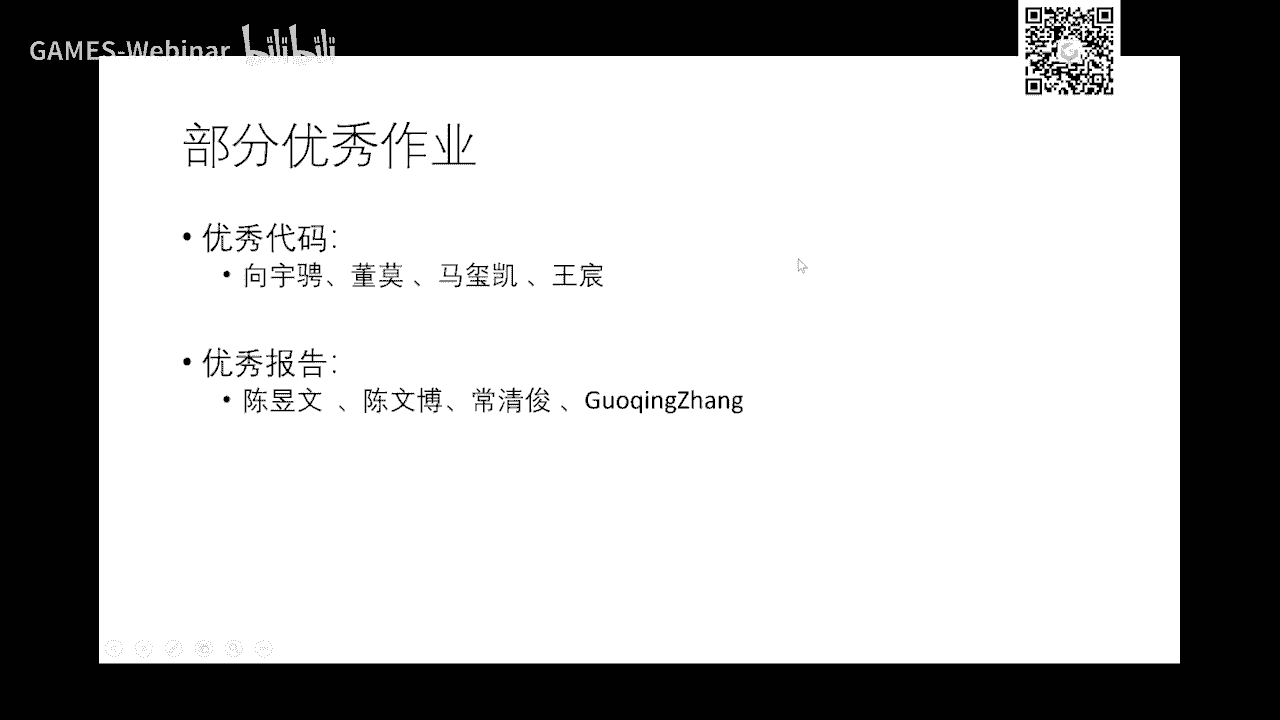 GAMES-Webinar bilibili
部分优秀作业
• 优秀代码：
• 向宇骋、董莫 、马玺凯 、王宸
• 优秀报告：
• 陈昱文 、陈文博、常清俊 、GuoqingZhang